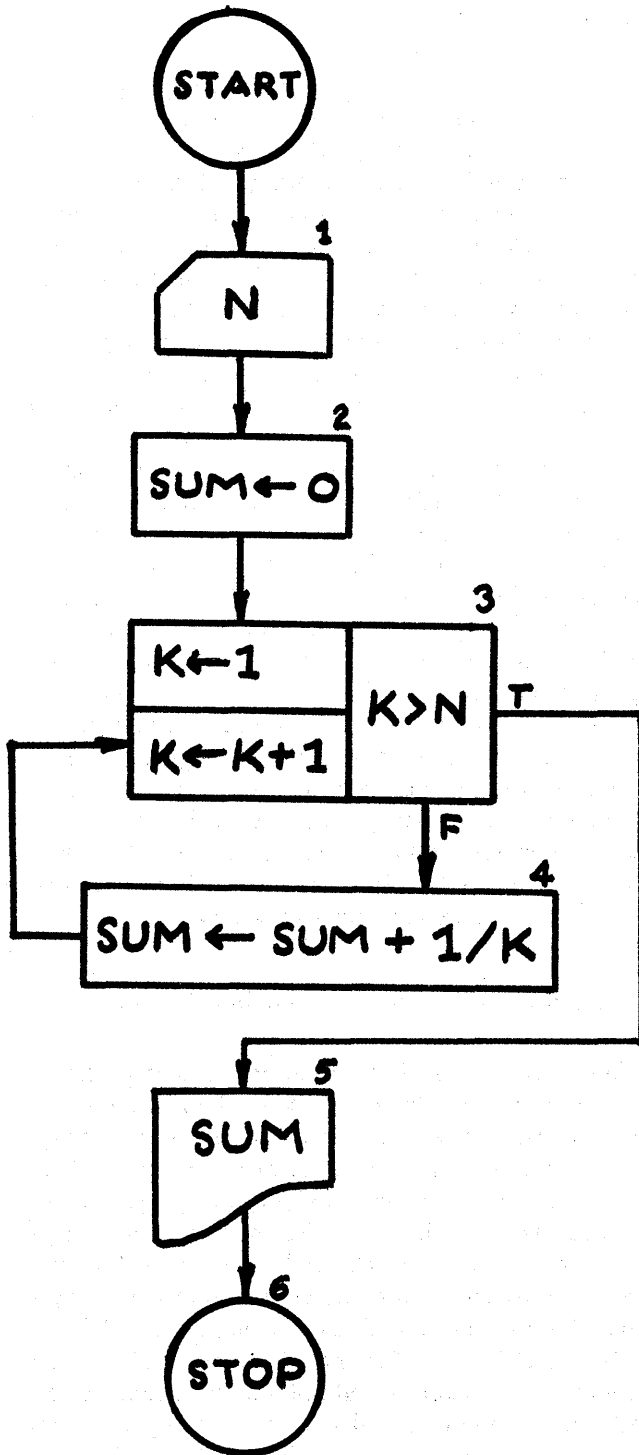 START
1
N
2
SUM ← 0
3
K ← 1
K ← K + 1
K > N
T
F
4
SUM ← SUM + 1/K
5
SUM
6
STOP